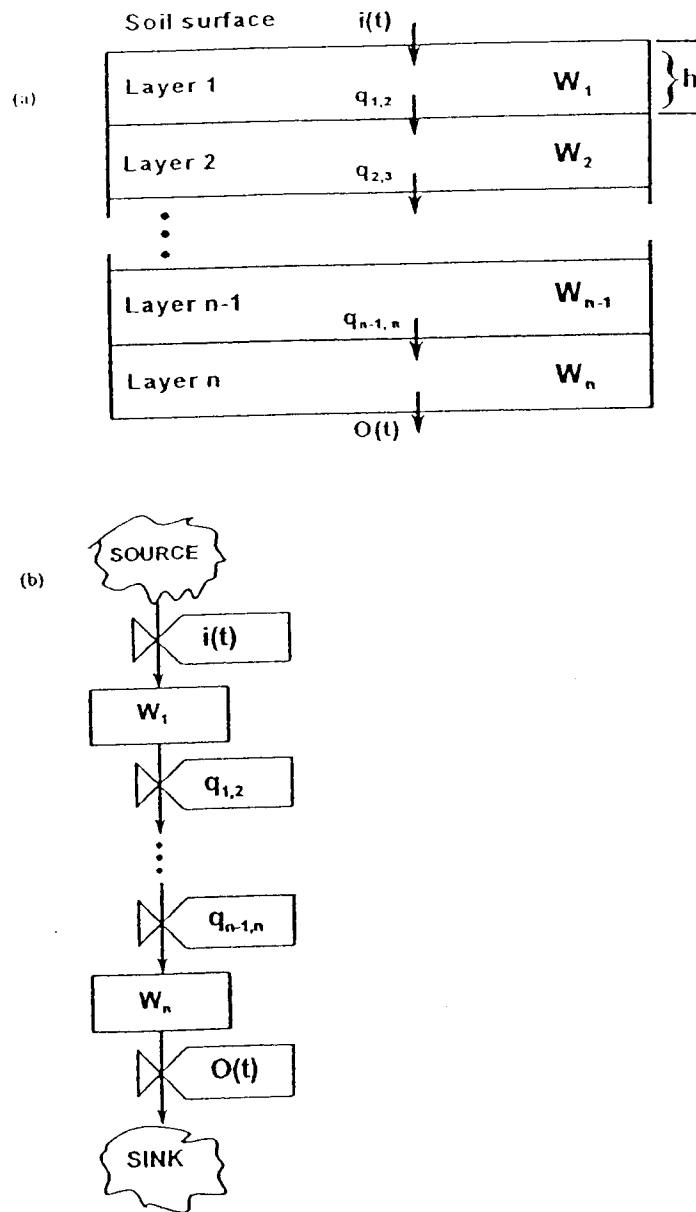 Soil surface i(t)
(a)
Layer 1 W₁ } h
q₁,₂
Layer 2 W₂
q₂,₃
Layer n-1 Wₙ₋₁
qₙ₋₁,ₙ
Layer n Wₙ
O(t)
(b)
SOURCE
i(t)
W₁
q₁,₂
qₙ₋₁,ₙ
Wₙ
O(t)
SINK